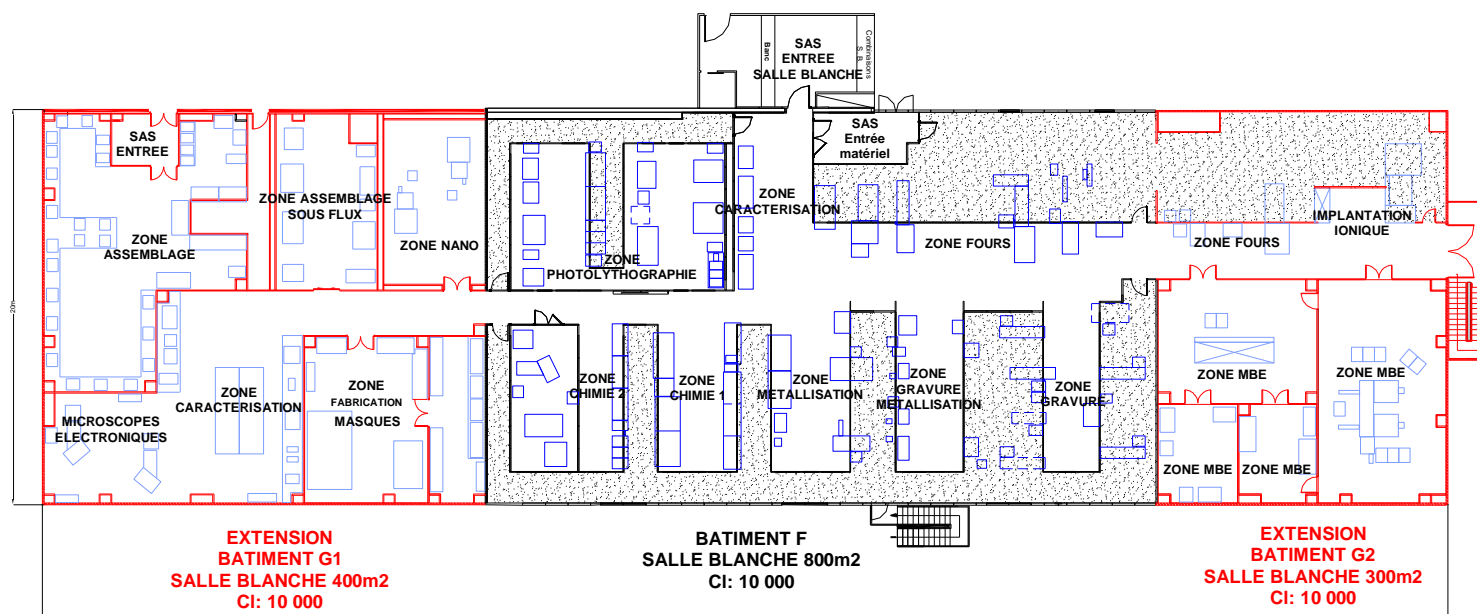 SAS
ENTREE
SALLE BLANCHE
Banc
Combinaisons
S.B.
SAS
ENTREE
SAS
Entrée
matériel
ZONE ASSEMBLAGE
SOUS FLUX
ZONE NANO
ZONE
ASSEMBLAGE
ZONE
PHOTOLYTHOGRAPHIE
ZONE
CARACTERISATION
ZONE FOURS
ZONE FOURS
IMPLANTATION
IONIQUE
20m
MICROSCOPES
ELECTRONIQUES
ZONE
CARACTERISATION
ZONE
FABRICATION
MASQUES
ZONE
CHIMIE 2
ZONE
CHIMIE 1
ZONE
METALLISATION
ZONE
GRAVURE
METALLISATION
ZONE
GRAVURE
ZONE MBE
ZONE MBE
ZONE MBE
ZONE MBE
EXTENSION
BATIMENT G1
SALLE BLANCHE 400m2
Cl: 10 000
BATIMENT F
SALLE BLANCHE 800m2
Cl: 10 000
EXTENSION
BATIMENT G2
SALLE BLANCHE 300m2
Cl: 10 000